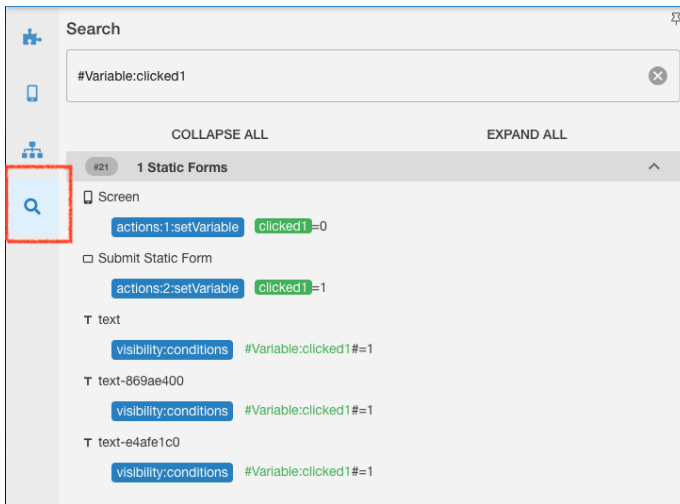 Search
#Variable:clicked1
COLLAPSE ALL EXPAND ALL
#21 1 Static Forms
Screen
actions:1:setVariable clicked1=0
Submit Static Form
actions:2:setVariable clicked1=1
T text
visibility:conditions #Variable:clicked1#=1
T text-869ae400
visibility:conditions #Variable:clicked1#=1
T text-e4afe1c0
visibility:conditions #Variable:clicked1#=1